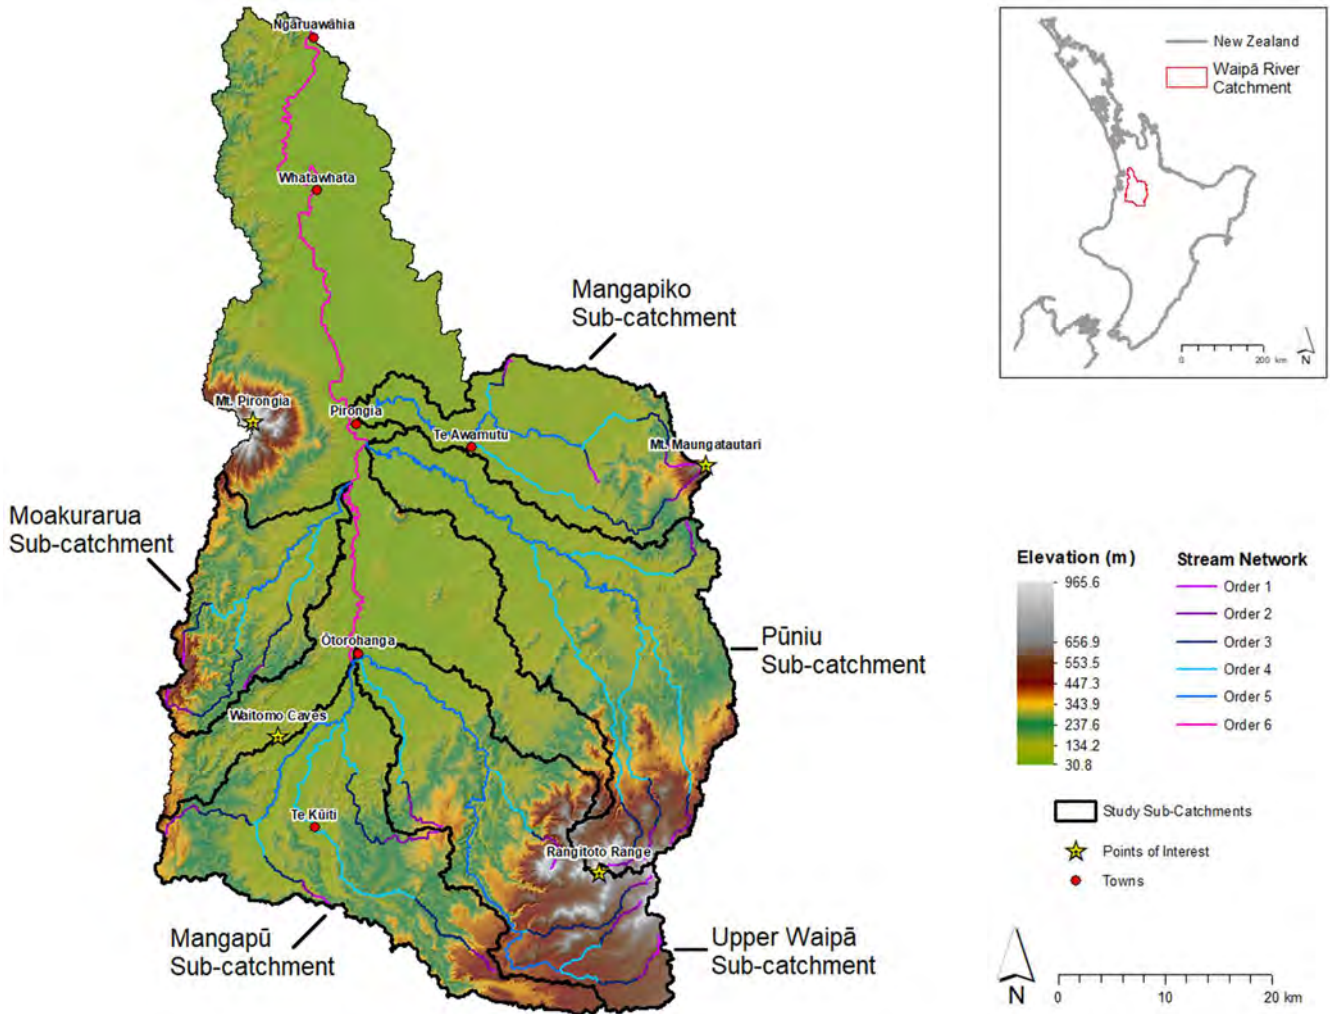 Ngāruawāhia
Whatawhata
Mangapiko
Sub-catchment
Mt. Pirongia
Pirongia
Te Awamutu
Mt. Maungatautari
Moakurarua
Sub-catchment
Ōtorohanga
Pūniu
Sub-catchment
Waitomo Caves
Te Kūiti
Rangitoto Range
Mangapū
Sub-catchment
Upper Waipā
Sub-catchment
New Zealand
Waipā River
Catchment
0 200 km
N
Elevation (m)
965.6
656.9
553.5
447.3
343.9
237.6
134.2
30.8
Stream Network
Order 1
Order 2
Order 3
Order 4
Order 5
Order 6
Study Sub-Catchments
Points of Interest
Towns
N
0 10 20 km